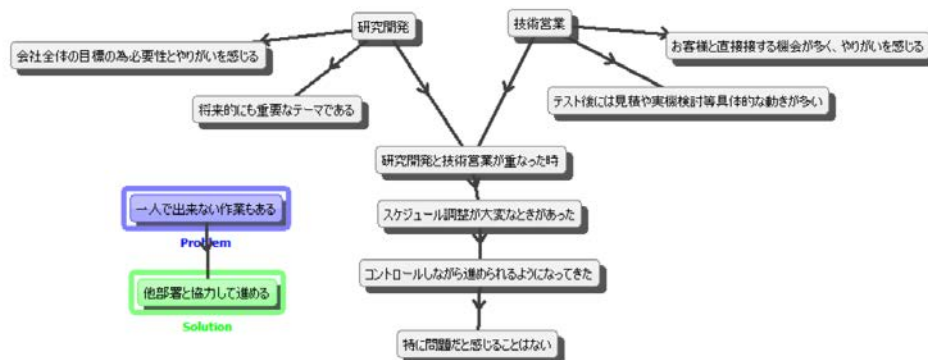 研究開発
技術営業
会社全体の目標の為必要性とやりがいを感じる
お客様と直接接する機会が多く、やりがいを感じる
将来的にも重要なテーマである
テスト後には見積や実機検討等具体的な動きが多い
研究開発と技術営業が重なった時
一人で出来ない作業もある
Problem
スケジュール調整が大変なときがあった
コントロールしながら進められるようになってきた
他部署と協力して進める
Solution
特に問題だと感じることはない